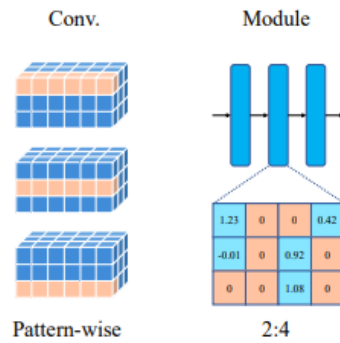 Conv.
Module
1.23 0 0 0.42
-0.01 0 0.92 0
0 0 1.08 0
Pattern-wise
2:4